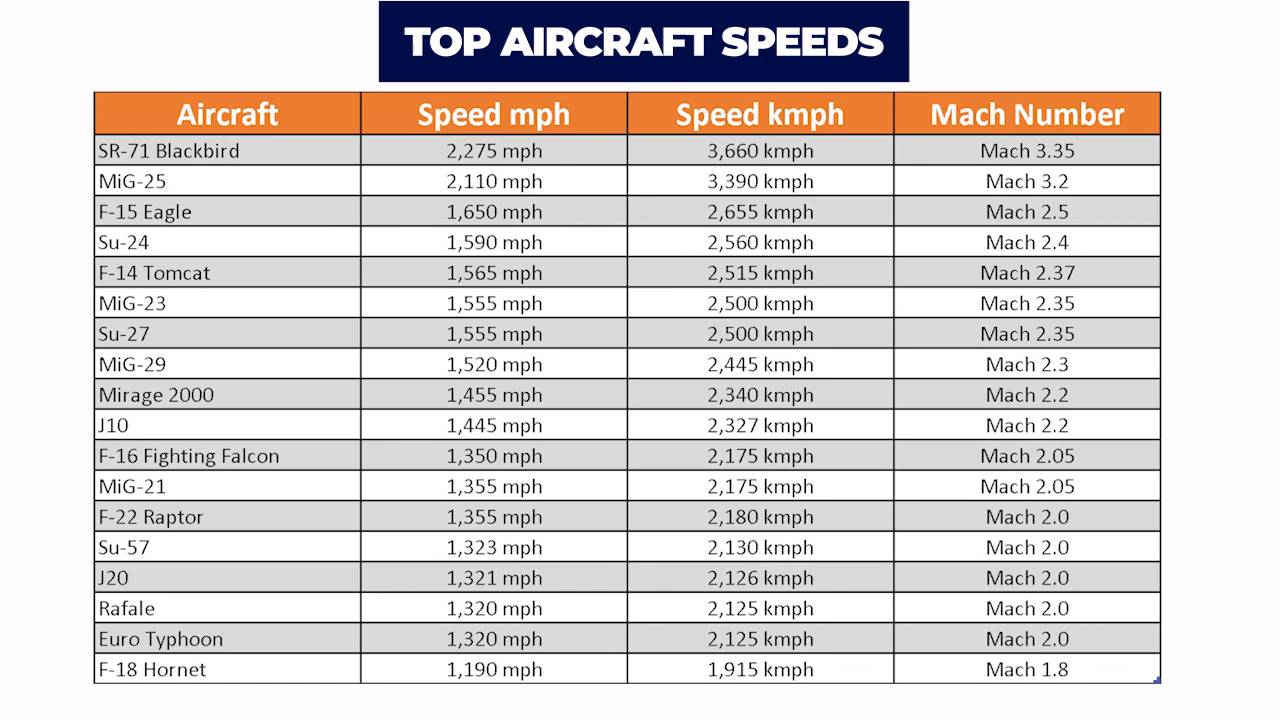 TOP AIRCRAFT SPEEDS
Aircraft Speed mph Speed kmph Mach Number
SR-71 Blackbird 2,275 mph 3,660 kmph Mach 3.35
MiG-25 2,110 mph 3,390 kmph Mach 3.2
F-15 Eagle 1,650 mph 2,655 kmph Mach 2.5
Su-24 1,590 mph 2,560 kmph Mach 2.4
F-14 Tomcat 1,565 mph 2,515 kmph Mach 2.37
MiG-23 1,555 mph 2,500 kmph Mach 2.35
Su-27 1,555 mph 2,500 kmph Mach 2.35
MiG-29 1,520 mph 2,445 kmph Mach 2.3
Mirage 2000 1,455 mph 2,340 kmph Mach 2.2
J10 1,445 mph 2,327 kmph Mach 2.2
F-16 Fighting Falcon 1,350 mph 2,175 kmph Mach 2.05
MiG-21 1,355 mph 2,175 kmph Mach 2.05
F-22 Raptor 1,355 mph 2,180 kmph Mach 2.0
Su-57 1,323 mph 2,130 kmph Mach 2.0
J20 1,321 mph 2,126 kmph Mach 2.0
Rafale 1,320 mph 2,125 kmph Mach 2.0
Euro Typhoon 1,320 mph 2,125 kmph Mach 2.0
F-18 Hornet 1,190 mph 1,915 kmph Mach 1.8